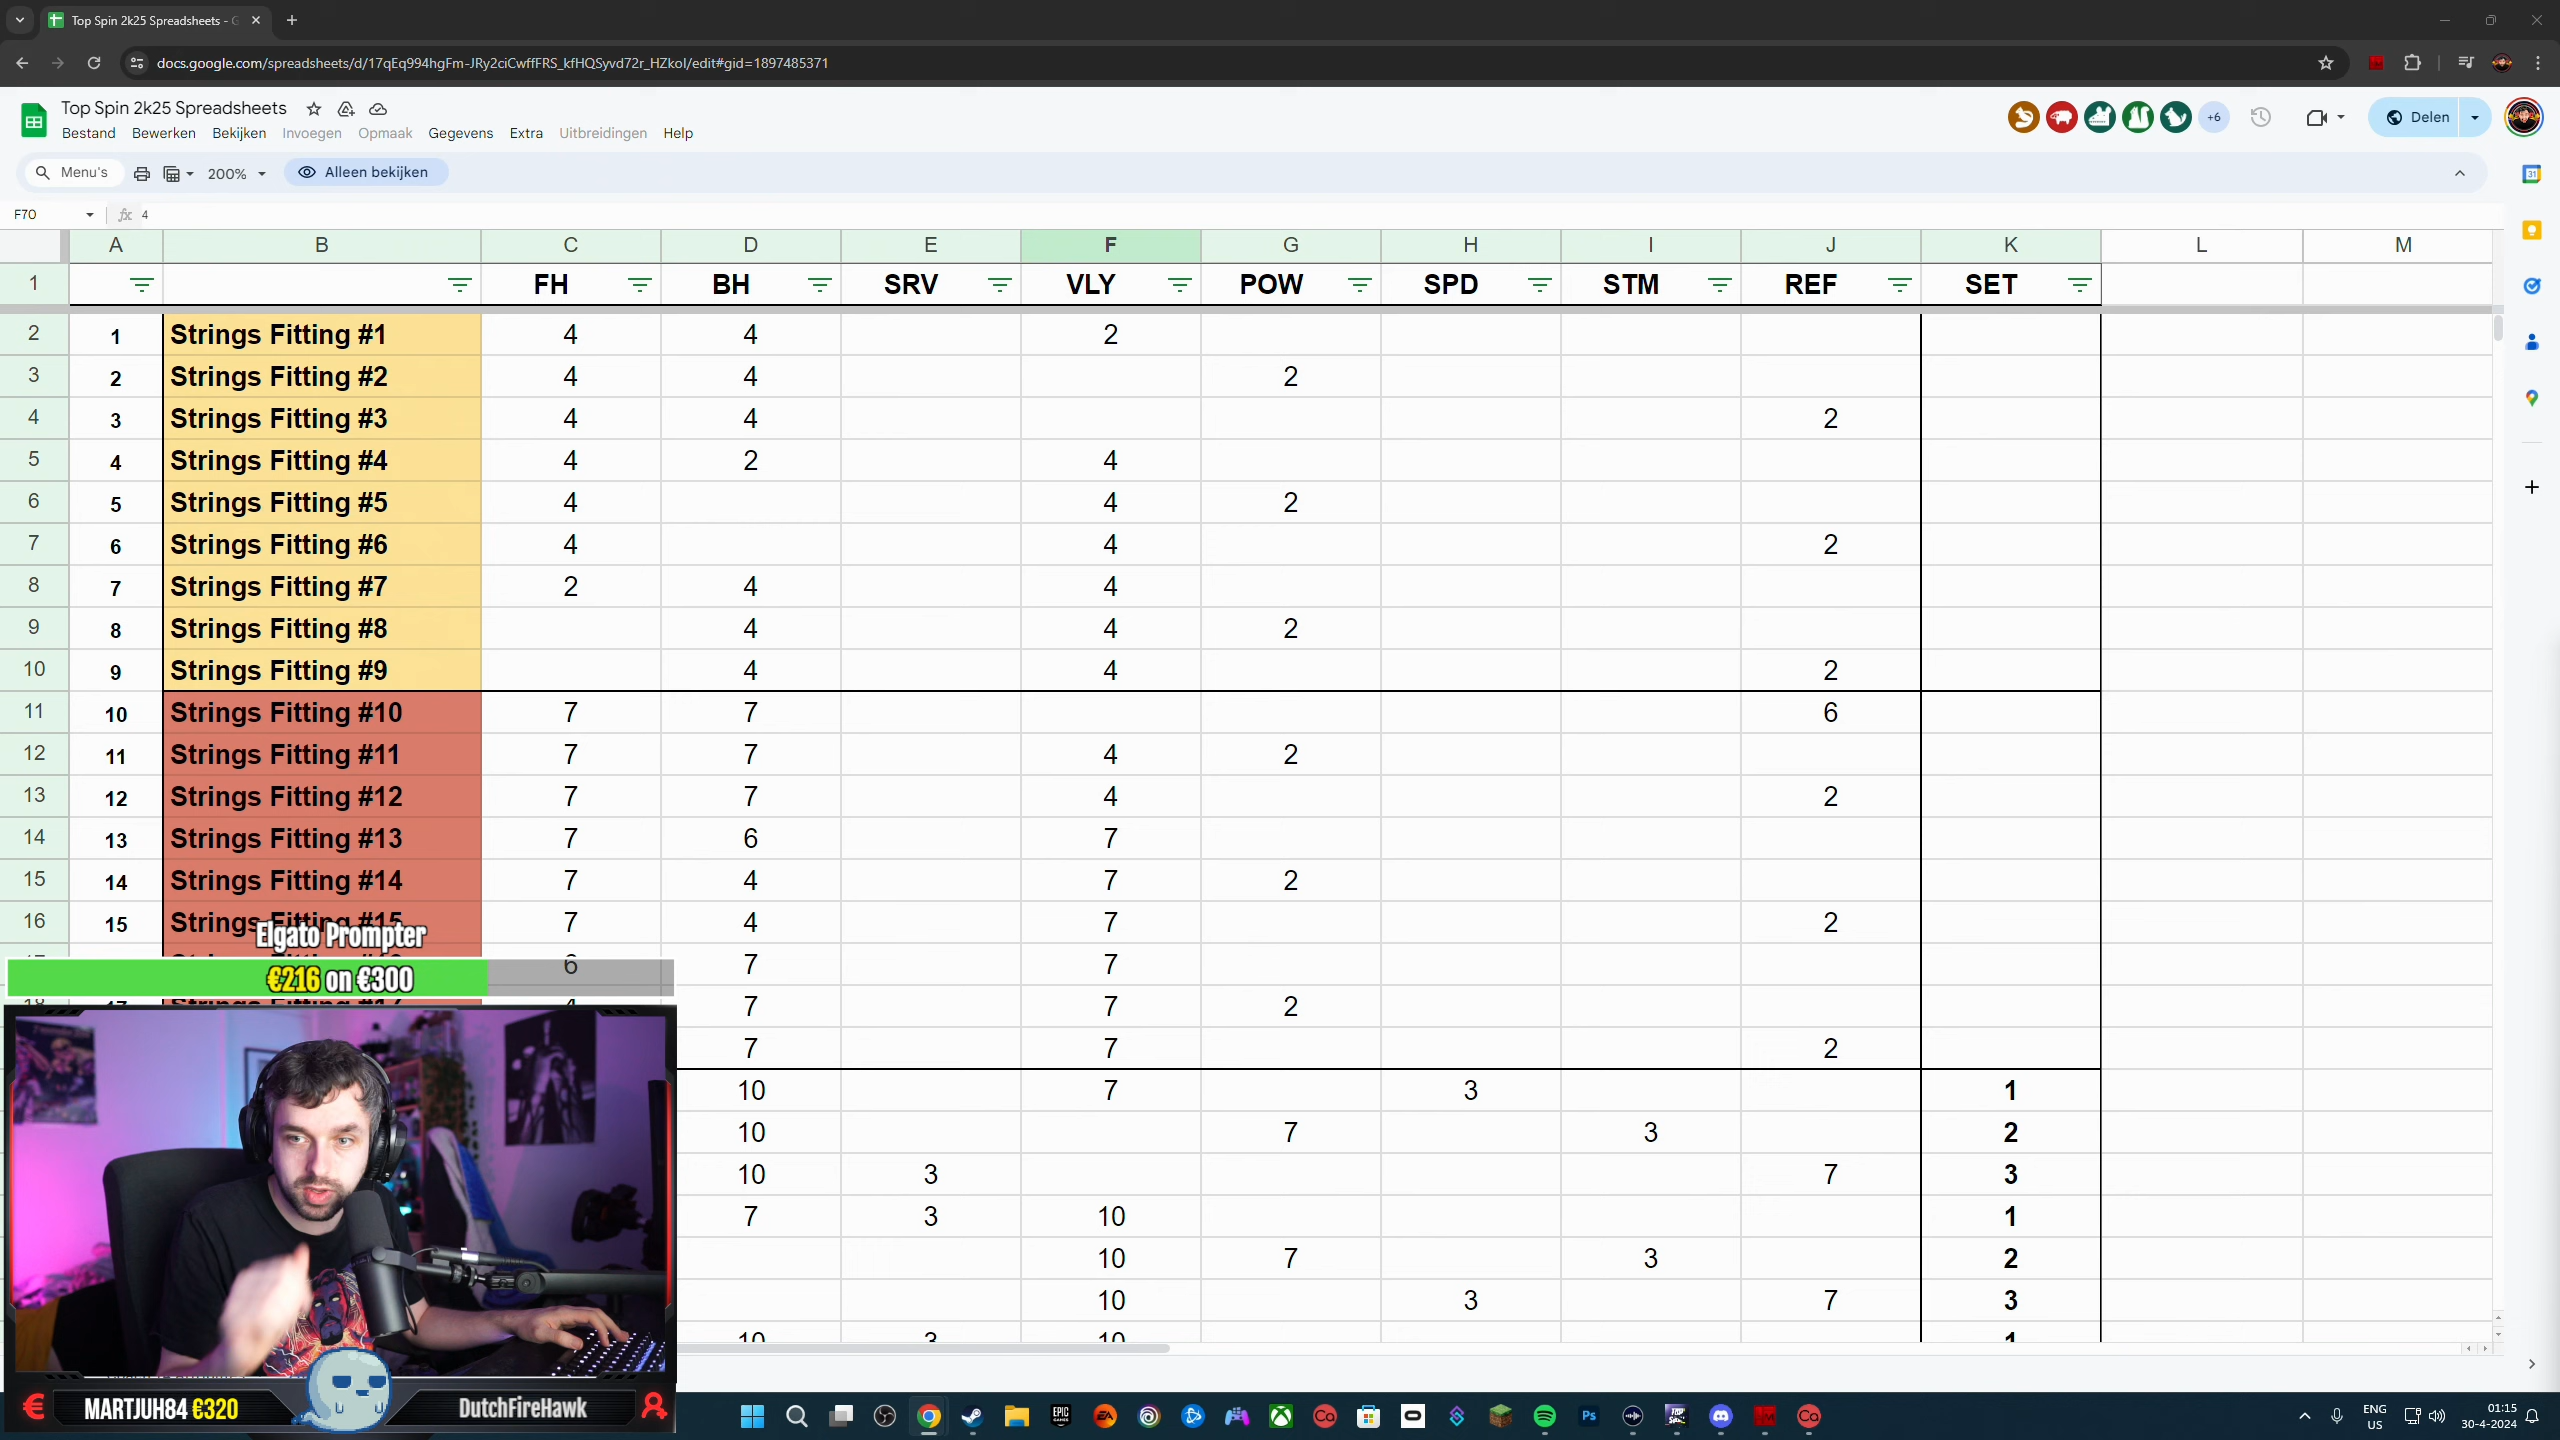 Top Spin 2k25 Spreadsheets - G
docs.google.com/spreadsheets/d/17qEq994hgFm-JRy2ciCwffFRS_kfHQSyvd72r_HZkoI/edit#gid=1897485371
Top Spin 2k25 Spreadsheets
+6
Delen
Bestand Bewerken Bekijken Invoegen Opmaak Gegevens Extra Uitbreidingen Help
Menu's 200% Alleen bekijken
F70 fx 4
A B C D E F G H I J K L M
1 FH BH SRV VLY POW SPD STM REF SET
2 1 Strings Fitting #1 4 4 2
3 2 Strings Fitting #2 4 4 2
4 3 Strings Fitting #3 4 4 2
5 4 Strings Fitting #4 4 2 4
6 5 Strings Fitting #5 4 4 2
7 6 Strings Fitting #6 4 4 2
8 7 Strings Fitting #7 2 4 4
9 8 Strings Fitting #8 4 4 2
10 9 Strings Fitting #9 4 4 2
11 10 Strings Fitting #10 7 7 6
12 11 Strings Fitting #11 7 7 4 2
13 12 Strings Fitting #12 7 7 4 2
14 13 Strings Fitting #13 7 6 7
15 14 Strings Fitting #14 7 4 7 2
16 15 Strings Fitting #15 7 4 7 2
Elgato Prompter
6 7 7
€216 on €300
7 7 2
7 7 2
10 7 3 1
10 7 3 2
10 3 7 3
7 3 10 1
10 7 3 2
10 3 7 3
10 3 10 1
MARTJUH84 €320
DutchFireHawk
ENG
US
01:15
30-4-2024